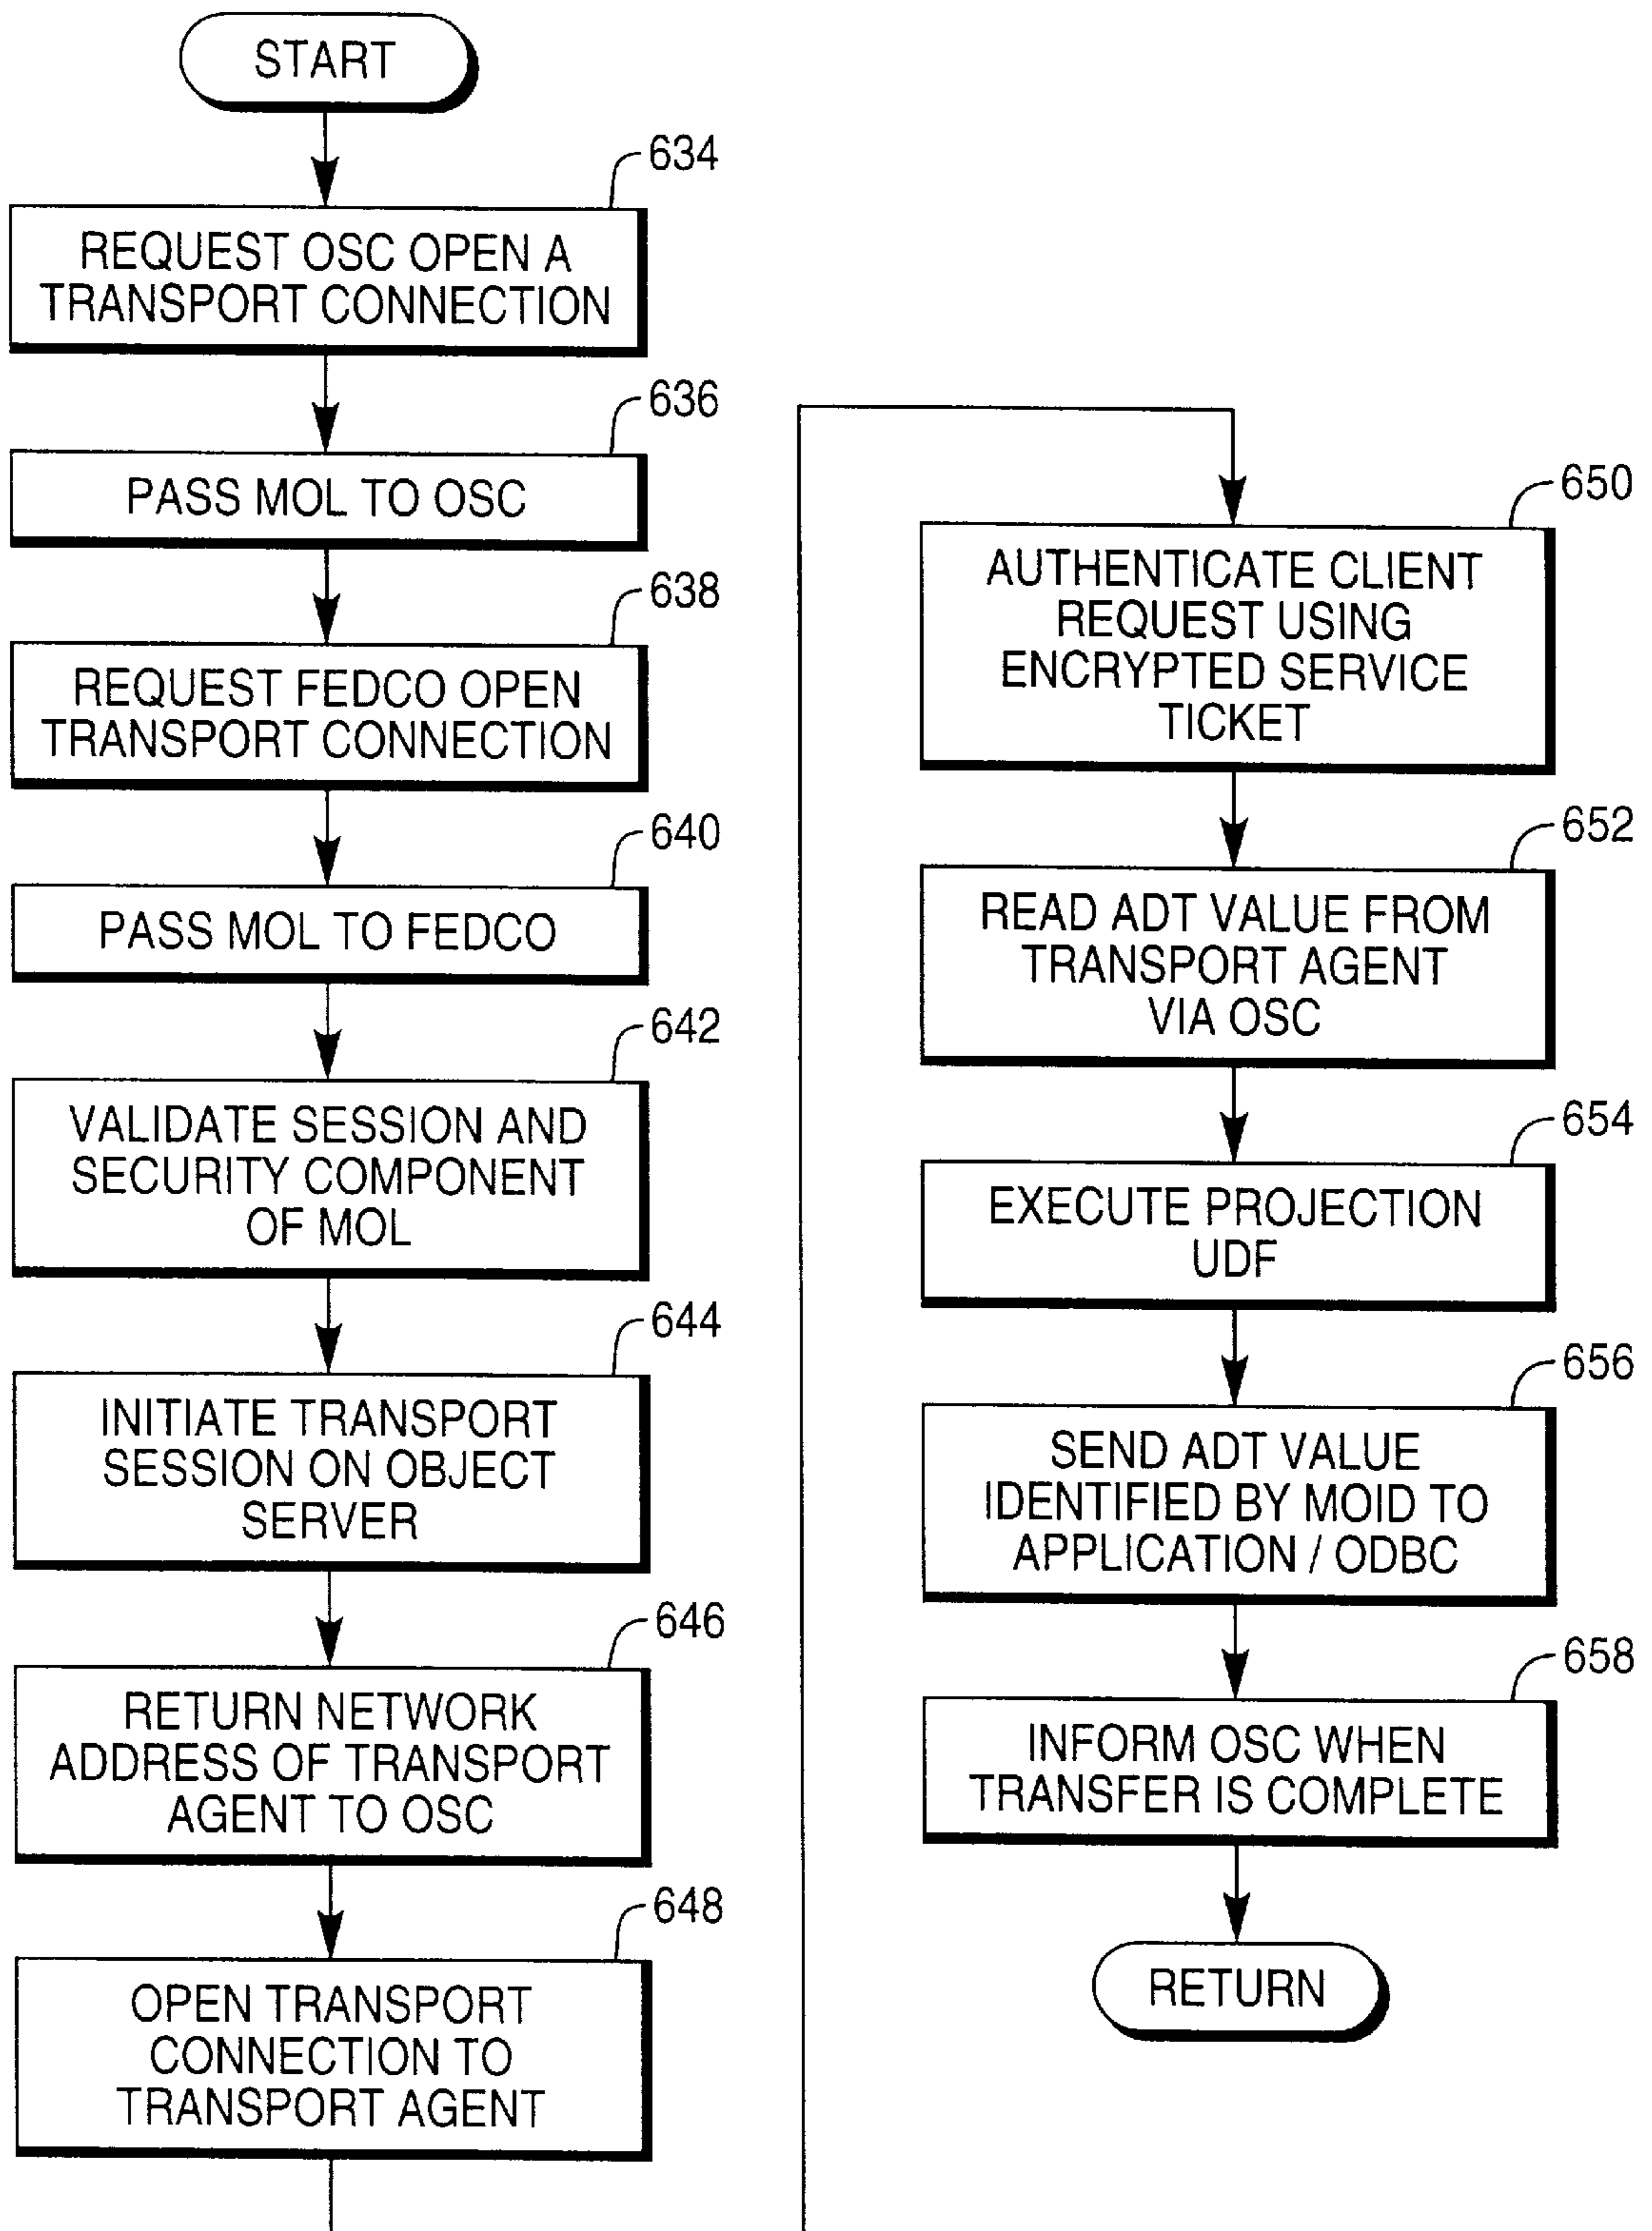 START
634
REQUEST OSC OPEN A
TRANSPORT CONNECTION
636
PASS MOL TO OSC
638
REQUEST FEDCO OPEN
TRANSPORT CONNECTION
640
PASS MOL TO FEDCO
642
VALIDATE SESSION AND
SECURITY COMPONENT
OF MOL
644
INITIATE TRANSPORT
SESSION ON OBJECT
SERVER
646
RETURN NETWORK
ADDRESS OF TRANSPORT
AGENT TO OSC
648
OPEN TRANSPORT
CONNECTION TO
TRANSPORT AGENT
650
AUTHENTICATE CLIENT
REQUEST USING
ENCRYPTED SERVICE
TICKET
652
READ ADT VALUE FROM
TRANSPORT AGENT
VIA OSC
654
EXECUTE PROJECTION
UDF
656
SEND ADT VALUE
IDENTIFIED BY MOID TO
APPLICATION / ODBC
658
INFORM OSC WHEN
TRANSFER IS COMPLETE
RETURN